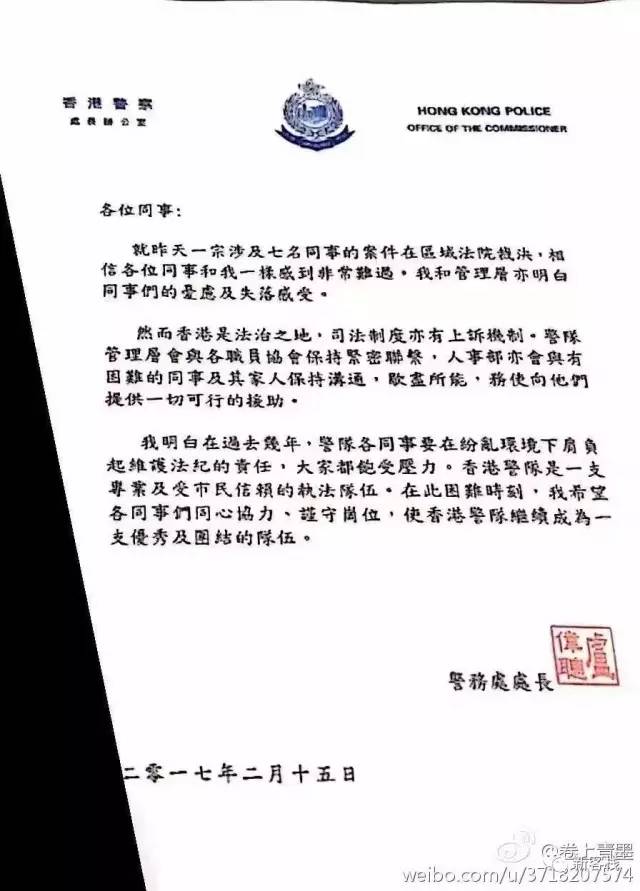 香港警察
處長辦公室
HONG KONG POLICE
OFFICE OF THE COMMISSIONER
各位同事：
就昨天一宗涉及七名同事的案件在區域法院裁決，相
信各位同事和我一樣感到非常難過。我和管理層亦明白
同事們的憂慮及失落感受。
然而香港是法治之地，司法制度亦有上訴機制。警隊
管理層會與各職員協會保持緊密聯繫，人事部亦會與有
困難的同事及其家人保持溝通，歇盡所能，務使向他們
提供一切可行的援助。
我明白在過去幾年，警隊各同事要在紛亂環境下肩負
起維護法紀的責任，大家都飽受壓力。香港警隊是一支
專業及受市民信賴的執法隊伍。在此困難時刻，我希望
各同事們同心協力、謹守崗位，使香港警隊繼續成為一
支優秀及團結的隊伍。
警務處處長
盧偉聰
二零一七年二月十五日
@卷上青墨
新客棧
weibo.com/u/3718207574